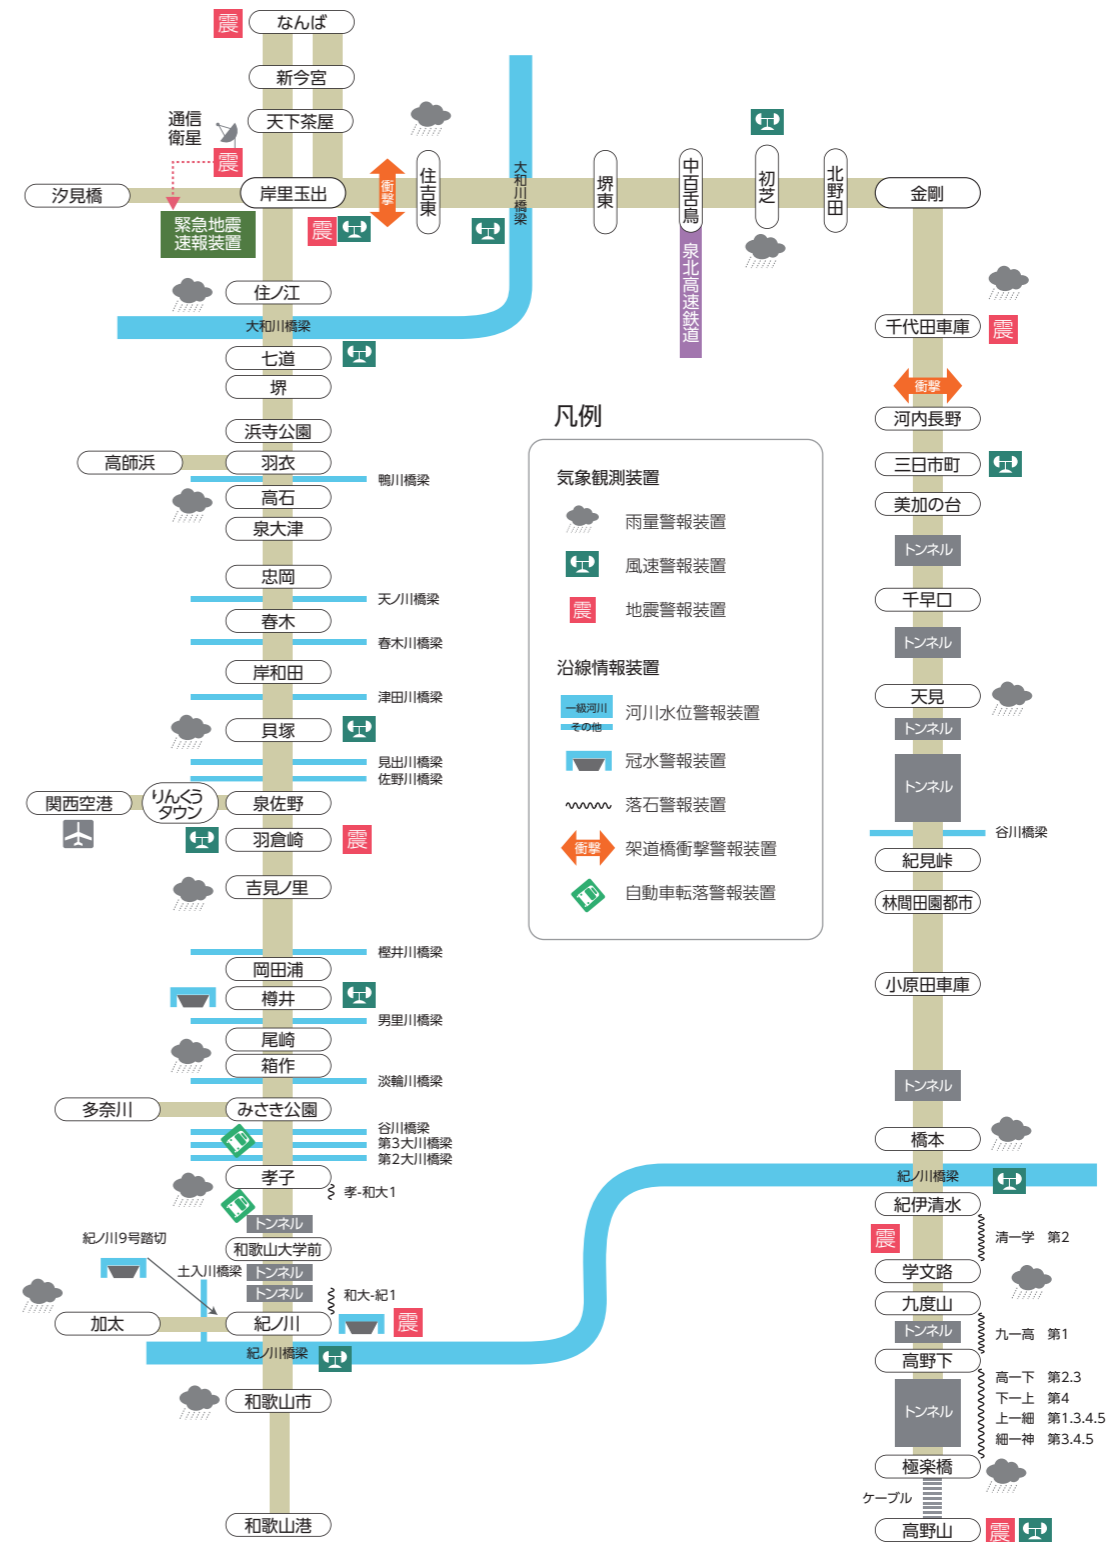 震
なんば
新今宮
天下茶屋
通信
衛星
震
汐見橋
岸里玉出
緊急地震
速報装置
震
衝撃
住吉東
大和川橋梁
堺東
中百舌鳥
泉北高速鉄道
初芝
北野田
金剛
住ノ江
大和川橋梁
七道
堺
浜寺公園
高師浜
羽衣
鴨川橋梁
高石
泉大津
忠岡
天ノ川橋梁
春木
春木川橋梁
岸和田
津田川橋梁
貝塚
見出川橋梁
佐野川橋梁
関西空港
りんくう
タウン
泉佐野
羽倉崎
震
吉見ノ里
樫井川橋梁
岡田浦
樽井
男里川橋梁
尾崎
箱作
淡輪川橋梁
多奈川
みさき公園
谷川橋梁
第3大川橋梁
第2大川橋梁
孝子
孝-和大1
トンネル
和歌山大学前
紀ノ川9号踏切
土入川橋梁
トンネル
トンネル
和大-紀1
加太
紀ノ川
震
紀ノ川橋梁
和歌山市
和歌山港
凡例
気象観測装置
雨量警報装置
風速警報装置
震
地震警報装置
沿線情報装置
一級河川
その他
河川水位警報装置
冠水警報装置
落石警報装置
衝撃
架道橋衝撃警報装置
自動車転落警報装置
千代田車庫
震
衝撃
河内長野
三日市町
美加の台
トンネル
千早口
トンネル
天見
トンネル
トンネル
谷川橋梁
紀見峠
林間田園都市
小原田車庫
トンネル
橋本
紀ノ川橋梁
紀伊清水
震
清ー学 第2
学文路
九度山
トンネル
九ー高 第1
高野下
高ー下 第2.3
下ー上 第4
トンネル
上ー細 第1.3.4.5
細ー神 第3.4.5
極楽橋
ケーブル
高野山
震